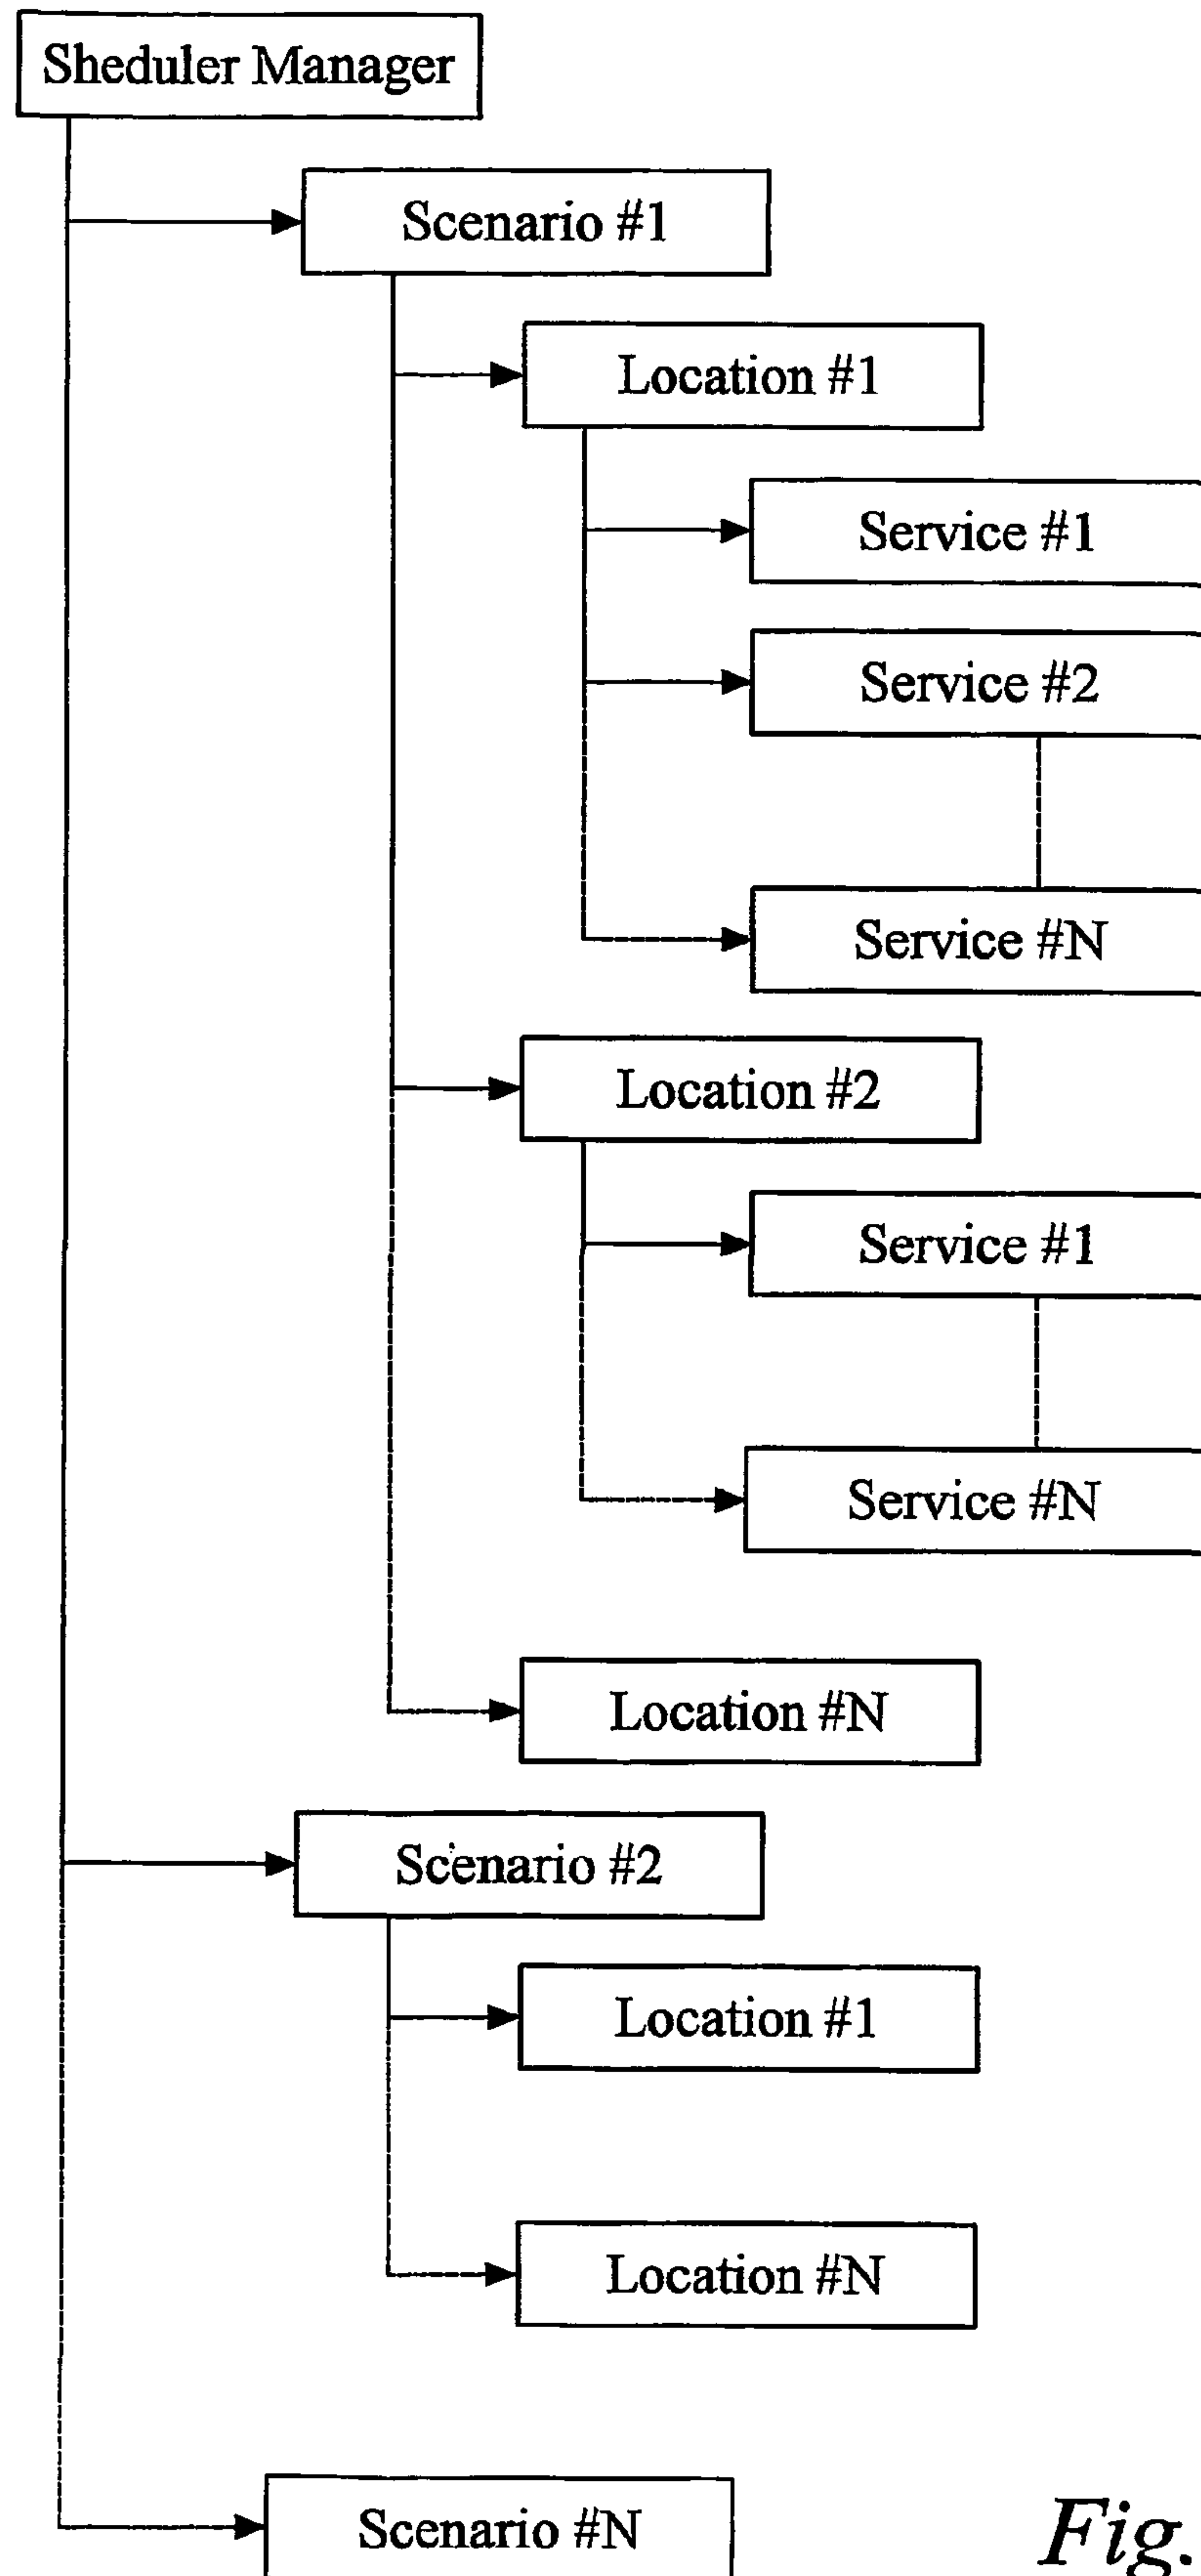 Sheduler Manager
Scenario #1
Location #1
Service #1
Service #2
Service #N
Location #2
Service #1
Service #N
Location #N
Scenario #2
Location #1
Location #N
Scenario #N
Fig.